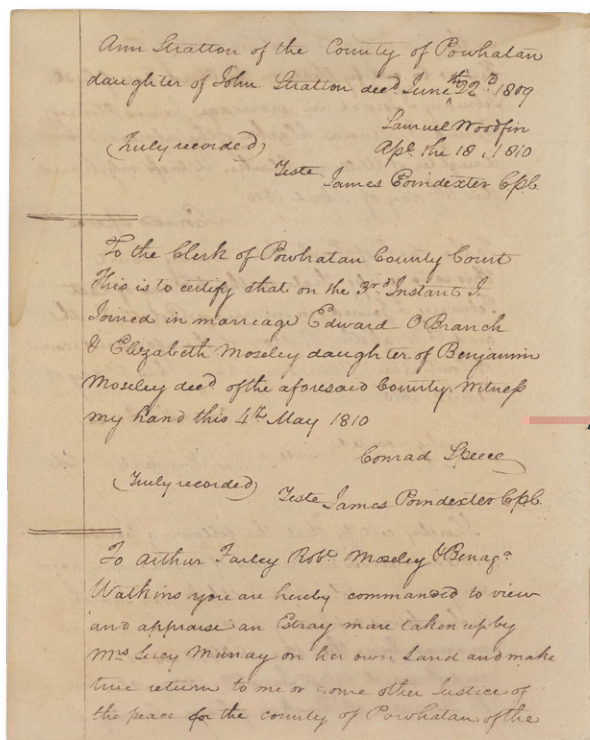 Ann Stratton of the County of Powhatan
daughter of John Stratton decd June th 22d 1809
Samuel Woodfin
(Truly recorded) Apl the 18, 1810
Teste James Poindexter Cpc.
To the Clerk of Powhatan County Court
This is to certify that on the 3rd Instant I
Joined in marreage Edward OBranch
& Elizabeth Moseley daughter of Benjamin
Moseley decd of the aforesaid County. Witness
my hand this 4th May 1810
Conrad Speece
(Truly recorded) Teste James Poindexter Cpc.
To Arthur Farley Robt Moseley & Benaga
Watkins you are hereby commanded to view
and appraise an Estray mare taken up by
Mrs Lucy Murray on her own Land and make
true return to me or some other Justice of
the peace for the county of Powhatan of the